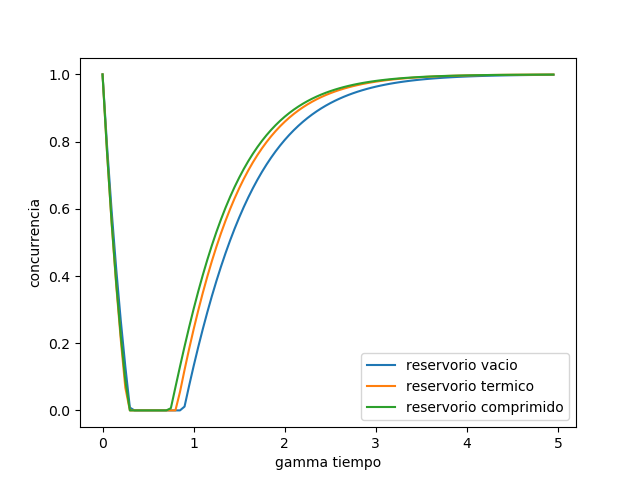 1.0
0.8
0.6
0.4
0.2
0.0
concurrencia
reservorio vacio
reservorio termico
reservorio comprimido
0 1 2 3 4 5
gamma tiempo